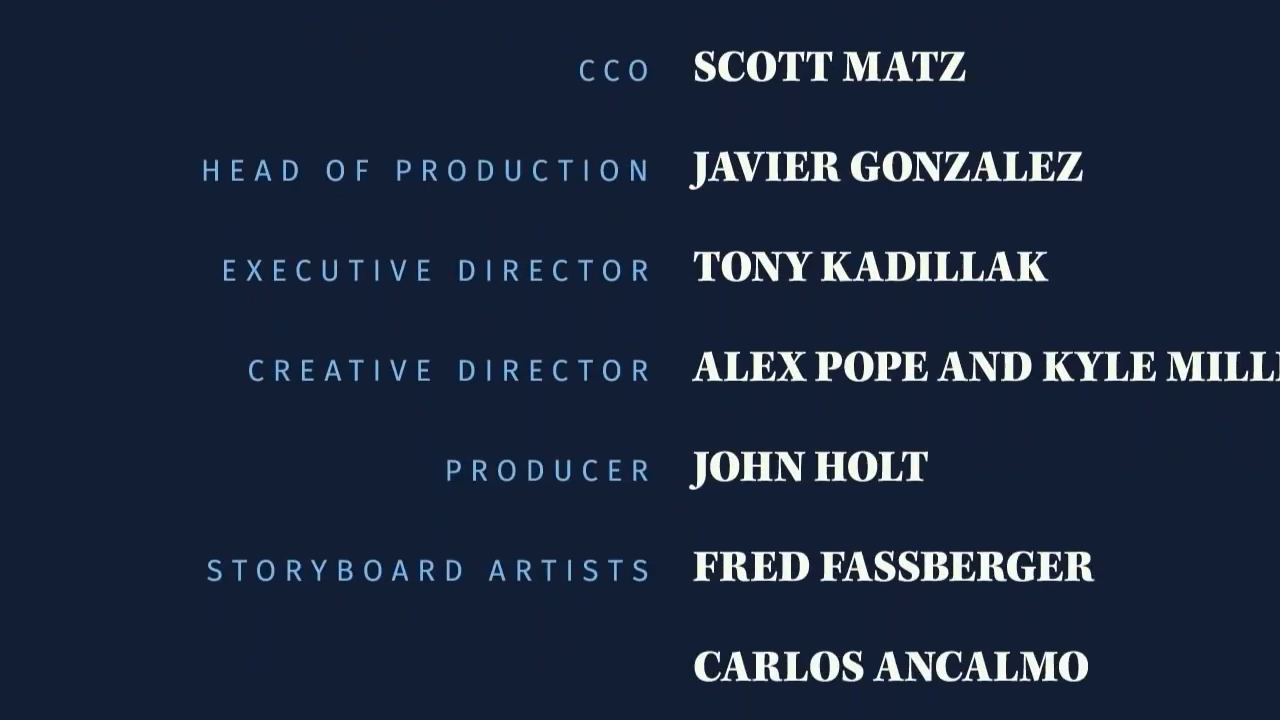 CCO SCOTT MATZ
HEAD OF PRODUCTION JAVIER GONZALEZ
EXECUTIVE DIRECTOR TONY KADILLAK
CREATIVE DIRECTOR ALEX POPE AND KYLE
PRODUCER JOHN HOLT
STORYBOARD ARTISTS FRED FASSBERGER
CARLOS ANCALMO